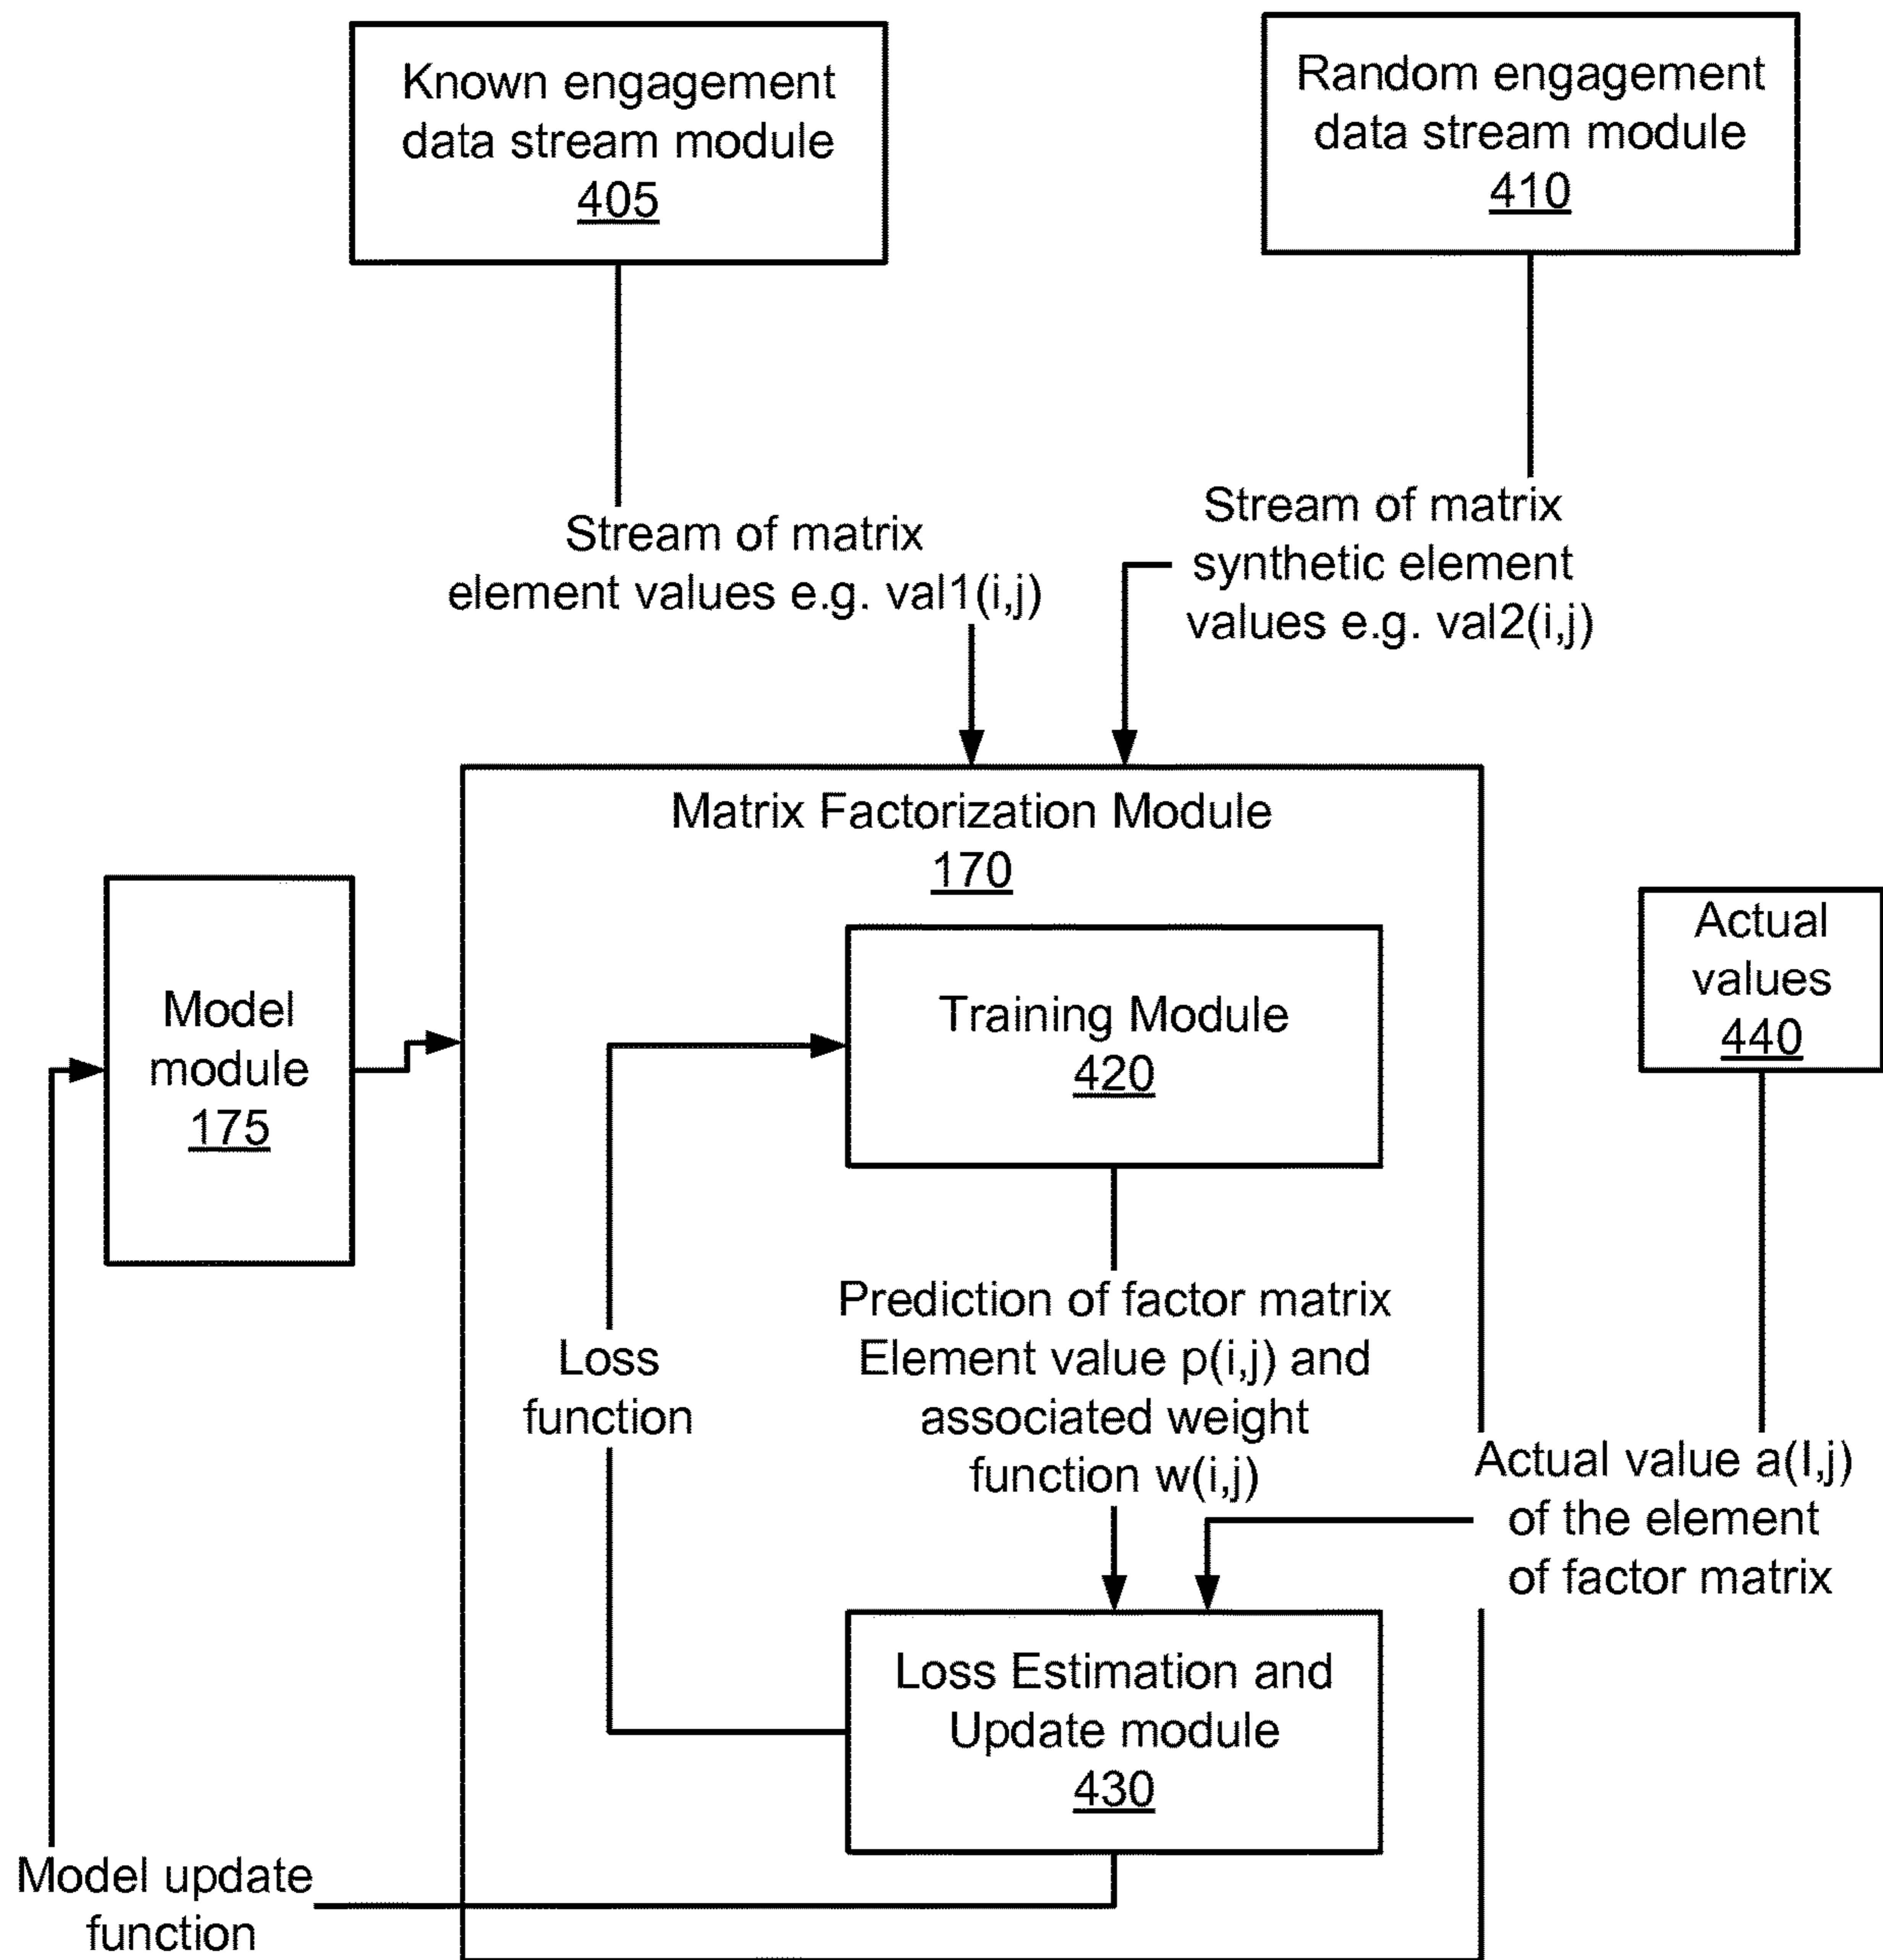 Known engagement
data stream module
405
Random engagement
data stream module
410
Stream of matrix
element values e.g. val1(i,j)
Stream of matrix
synthetic element
values e.g. val2(i,j)
Matrix Factorization Module
170
Model
module
175
Training Module
420
Actual
values
440
Loss
function
Prediction of factor matrix
Element value p(i,j) and
associated weight
function w(i,j)
Actual value a(I,j)
of the element
of factor matrix
Loss Estimation and
Update module
430
Model update
function